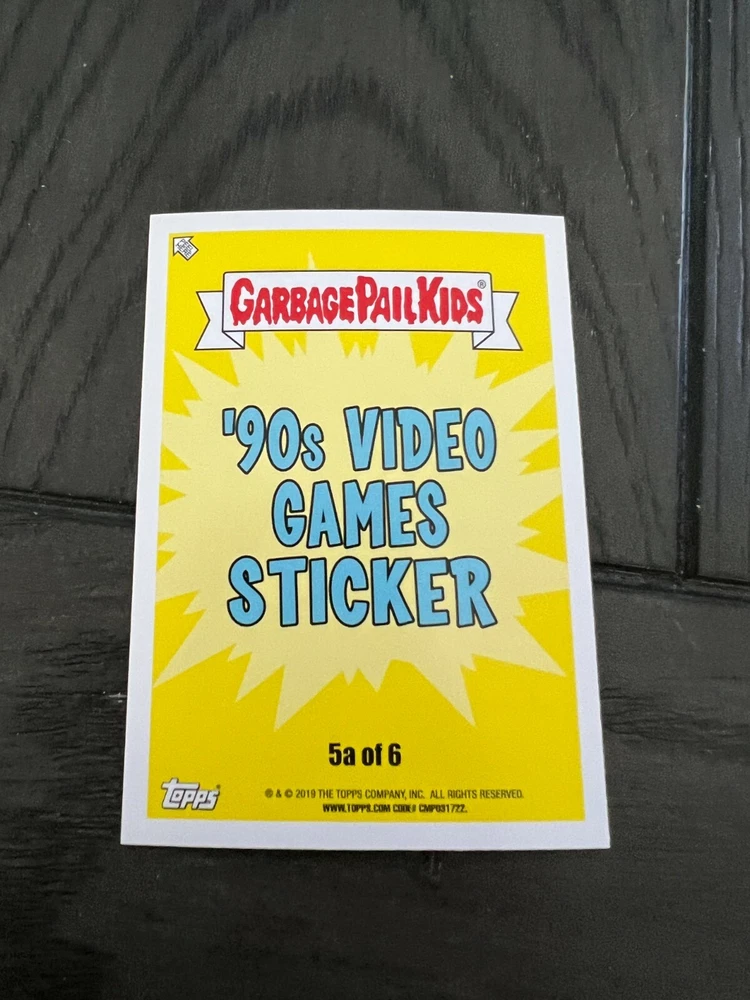 GARBAGE PAIL KIDS®
'90s VIDEO
GAMES
STICKER
5a of 6
topps®
® & © 2019 THE TOPPS COMPANY, INC. ALL RIGHTS RESERVED.
WWW.TOPPS.COM CODE# CMP031722.